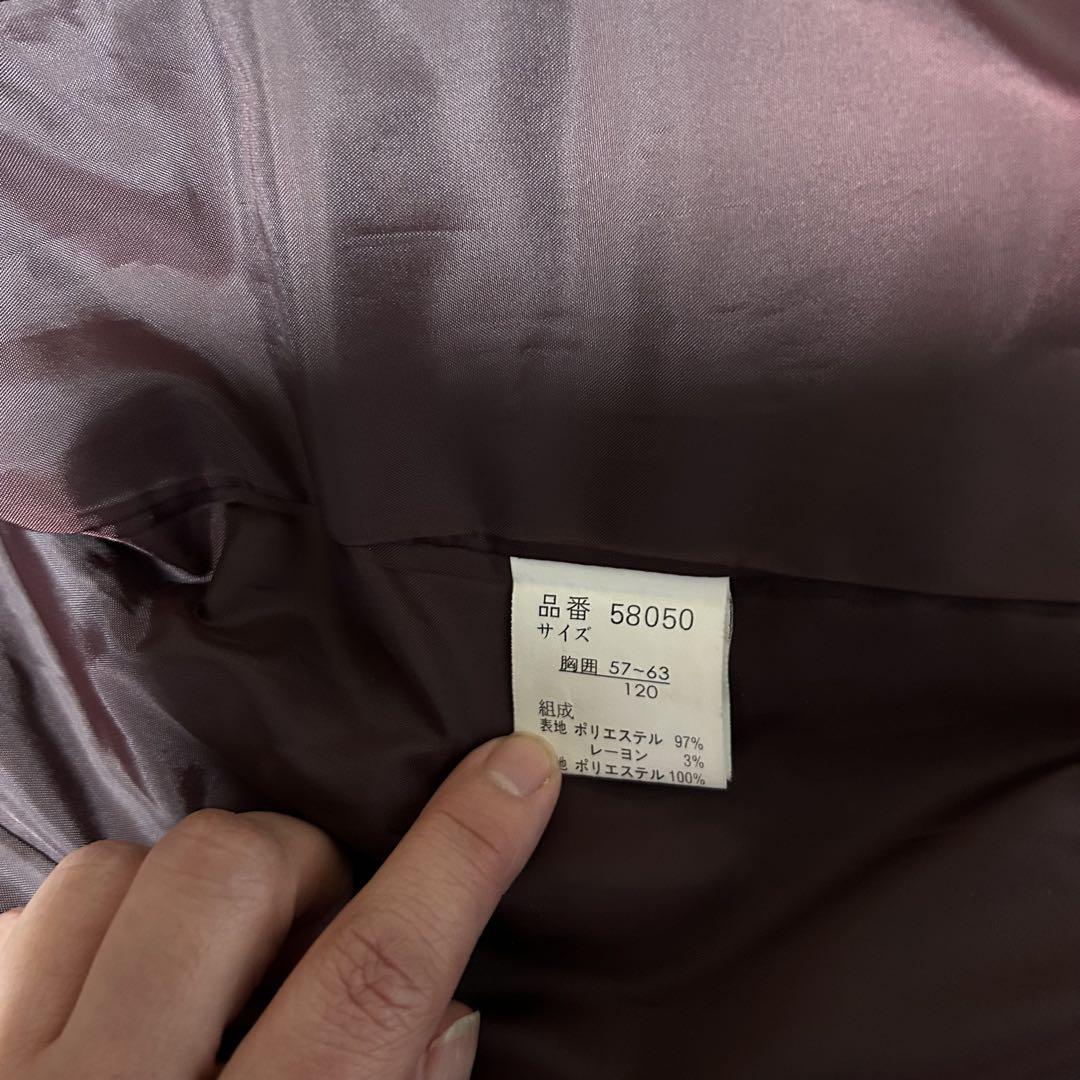 品番 58050
サイズ
胸囲 57~63
120
組成
表地 ポリエステル 97%
レーヨン 3%
地 ポリエステル 100%